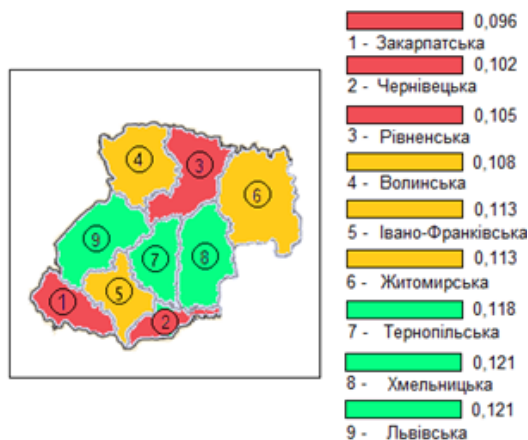 0,096
1 - Закарпатська
0,102
2 - Чернівецька
0,105
3 - Рівненська
0,108
4 - Волинська
0,113
5 - Івано-Франківська
0,113
6 - Житомирська
0,118
7 - Тернопільська
0,121
8 - Хмельницька
0,121
9 - Львівська
4
3
6
9
7
8
5
1
2